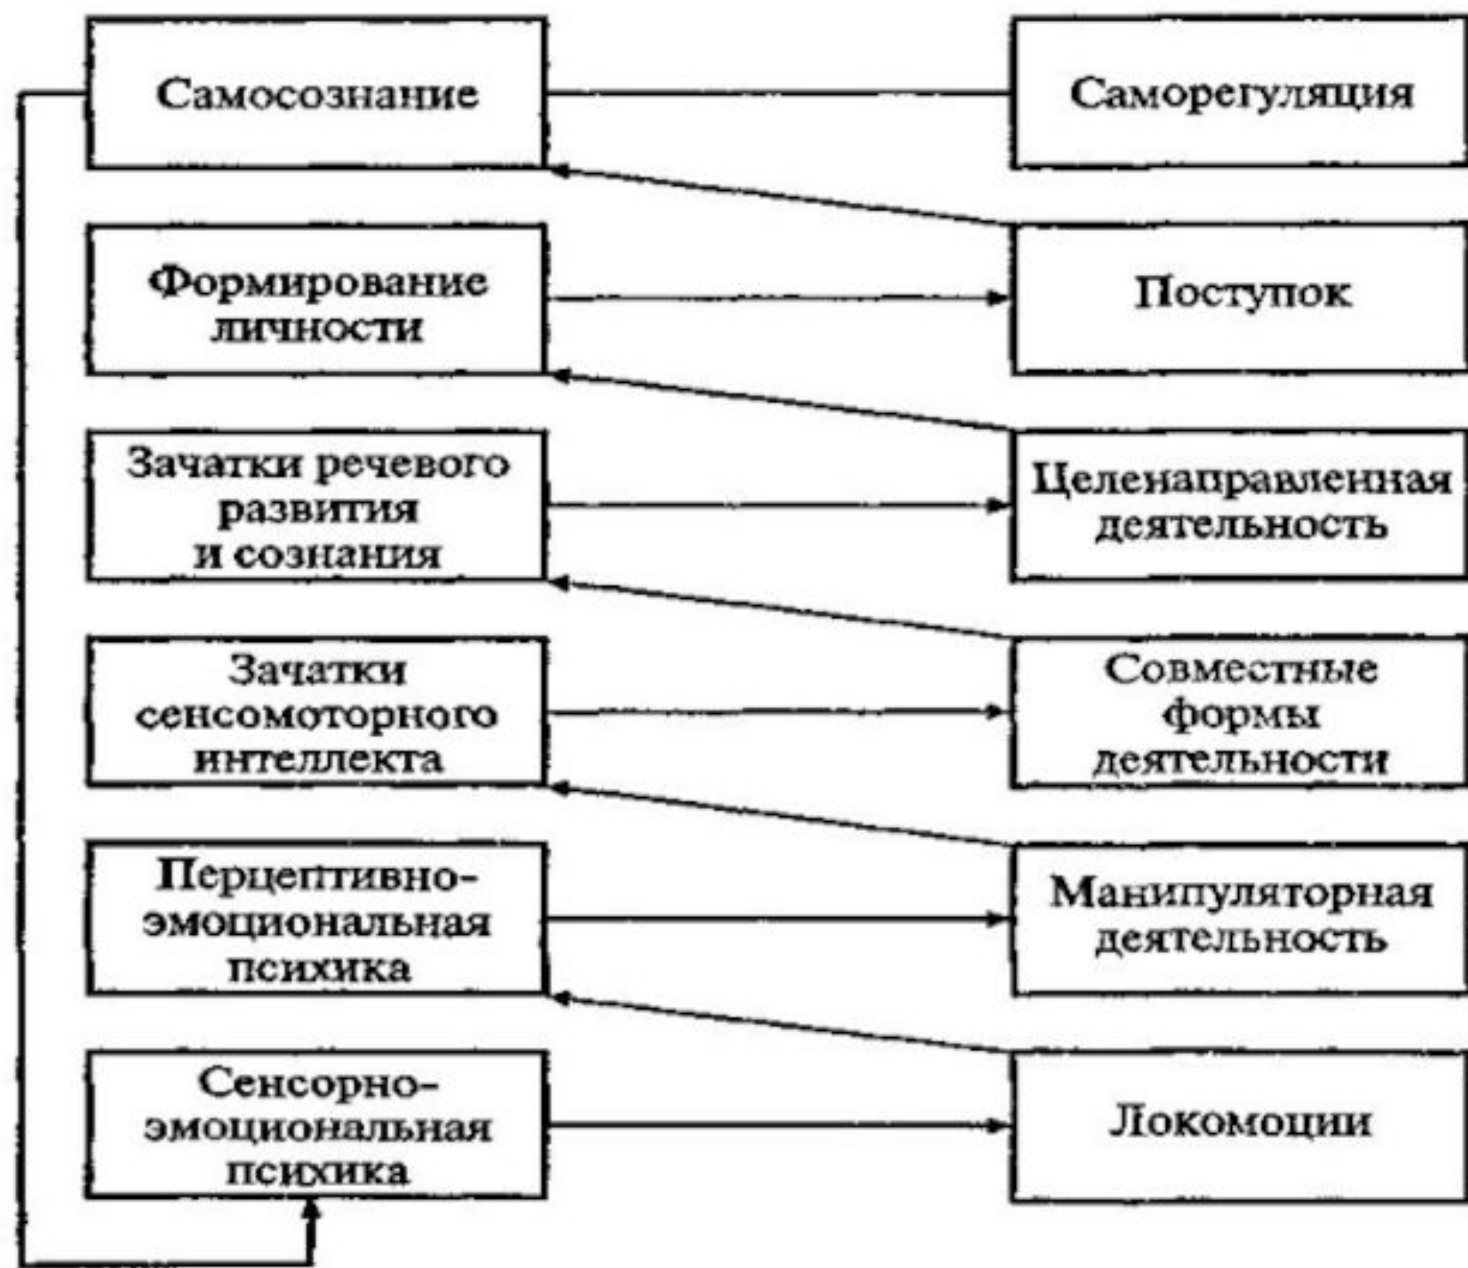 Самосознание
Саморегуляция
Формирование
личности
Поступок
Зачатки речевого
развития
и сознания
Целенаправленная
деятельность
Зачатки
сенсомоторного
интеллекта
Совместные
формы
деятельности
Перцептивно-
эмоциональная
психика
Манипуляторная
деятельность
Сенсорно-
эмоциональная
психика
Локомоции